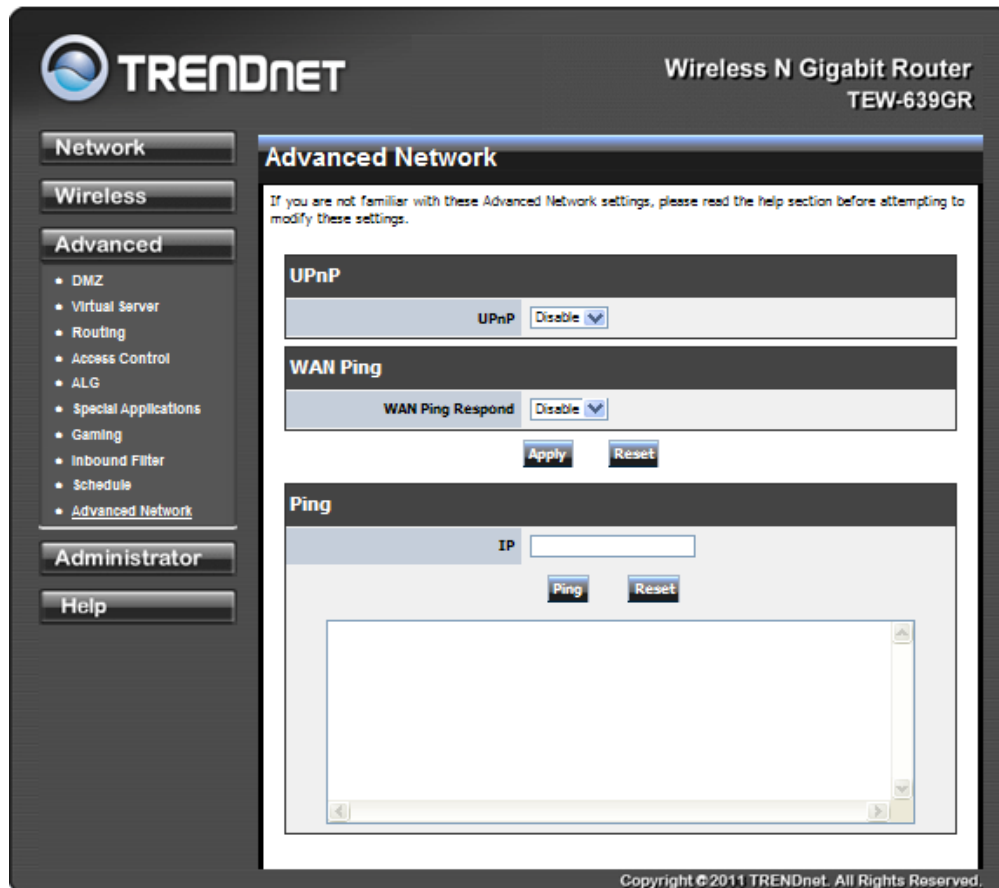 TRENDNET
Wireless N Gigabit Router
TEW-639GR
Network
Wireless
Advanced
DMZ
Virtual Server
Routing
Access Control
ALG
Special Applications
Gaming
Inbound Filter
Schedule
Advanced Network
Administrator
Help
Advanced Network
If you are not familiar with these Advanced Network settings, please read the help section before attempting to
modify these settings.
UPnP
UPnP Disable
WAN Ping
WAN Ping Respond Disable
Apply Reset
Ping
IP
Ping Reset
Copyright © 2011 TRENDnet. All Rights Reserved.